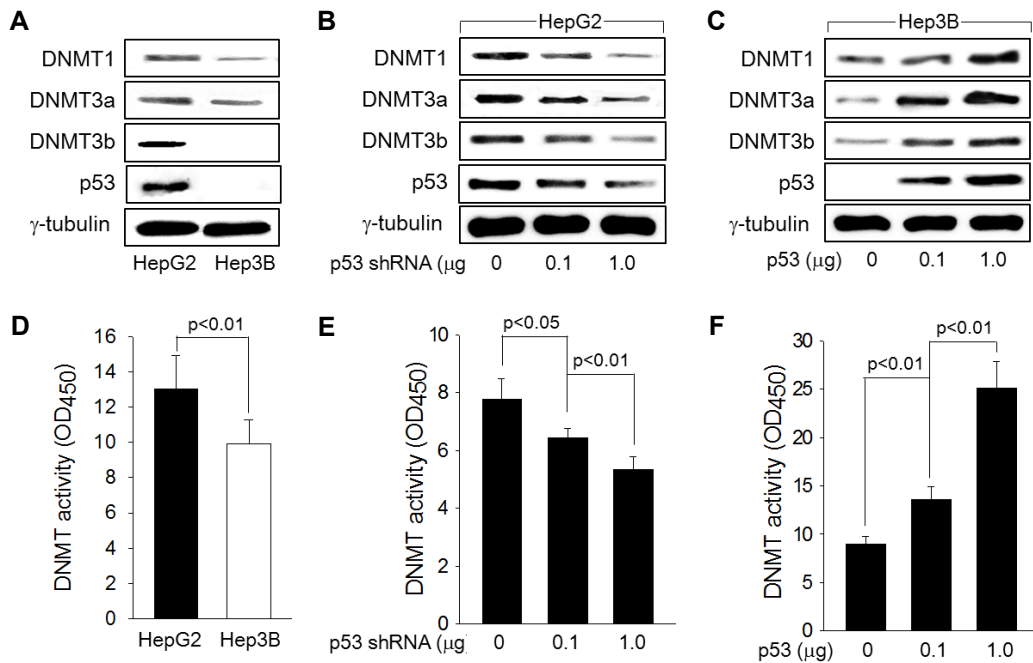 A
DNMT1
DNMT3a
DNMT3b
p53
γ-tubulin
HepG2 Hep3B
B
HepG2
DNMT1
DNMT3a
DNMT3b
p53
γ-tubulin
p53 shRNA (μg 0 0.1 1.0
C
Hep3B
DNMT1
DNMT3a
DNMT3b
p53
γ-tubulin
p53 (μg) 0 0.1 1.0
D
p<0.01
DNMT activity (OD450)
16
14
12
10
8
6
4
2
0
HepG2 Hep3B
E
p<0.05
p<0.01
DNMT activity (OD450)
10
8
6
4
2
0
p53 shRNA (μg 0 0.1 1.0
F
p<0.01
p<0.01
DNMT activity (OD450)
30
25
20
15
10
5
0
p53 (μg) 0 0.1 1.0